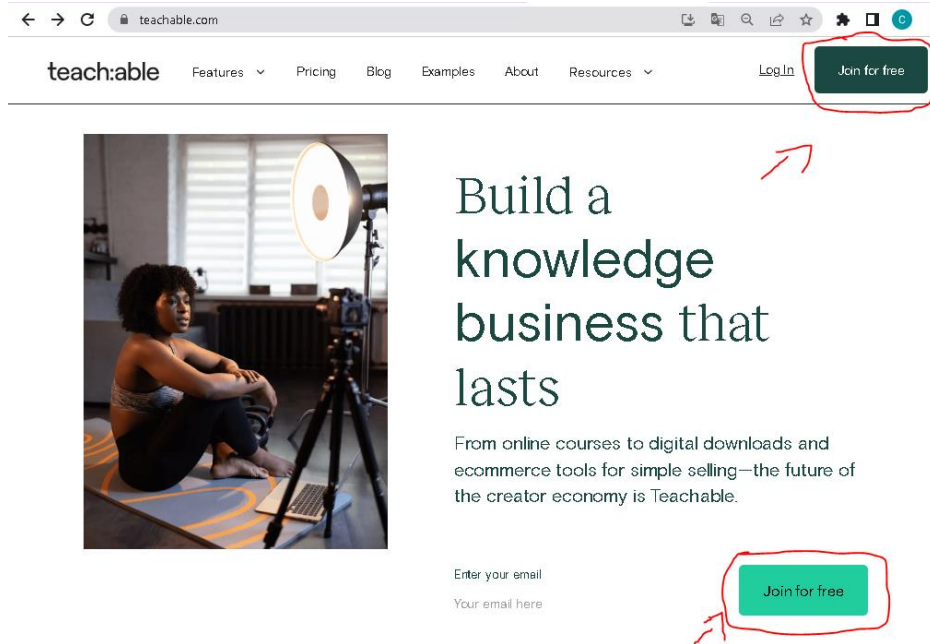 teachable.com
C
teach:able Features Pricing Blog Examples About Resources Log In Join for free
Build a
knowledge
business that
lasts
From online courses to digital downloads and
ecommerce tools for simple selling—the future of
the creator economy is Teachable.
Enter your email
Your email here
Join for free